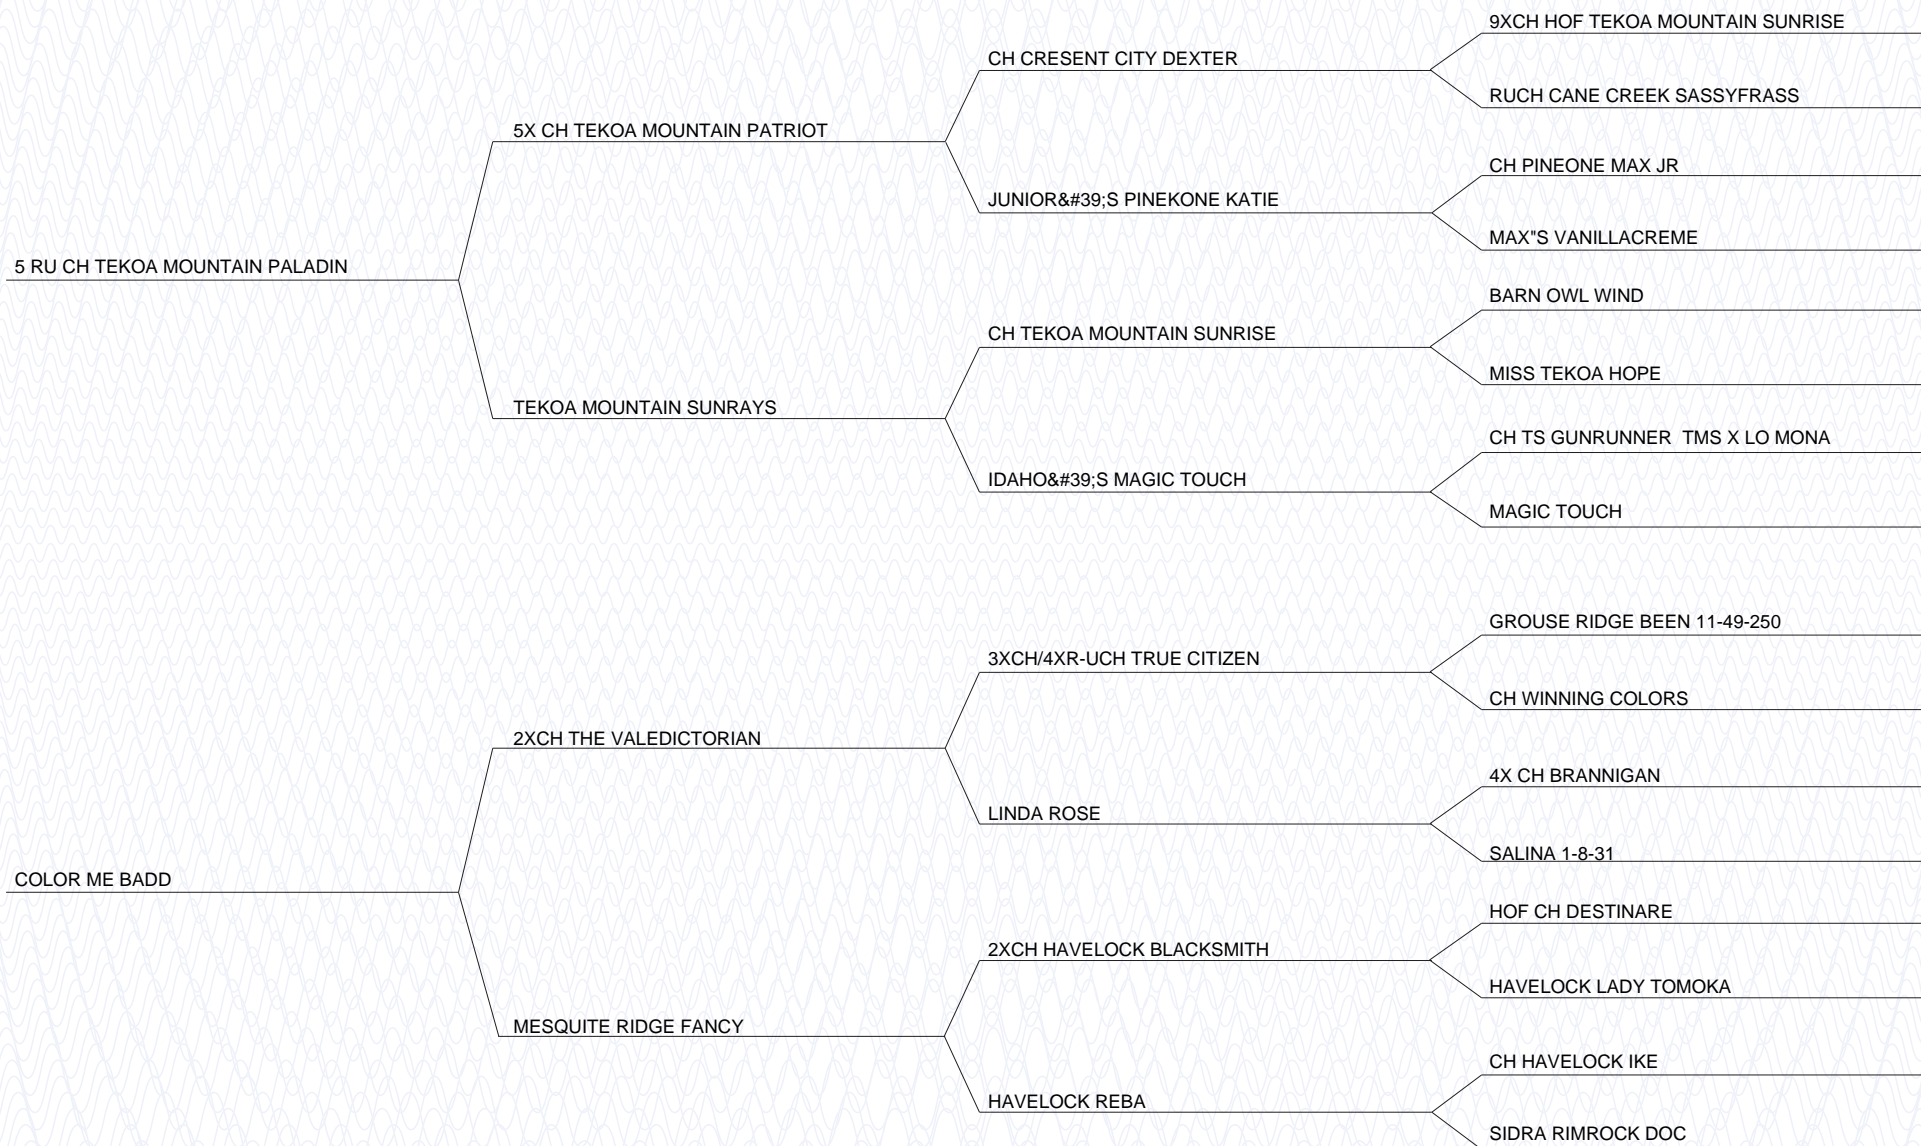 9XCH HOF TEKOA MOUNTAIN SUNRISE
CH CRESENT CITY DEXTER
RUCH CANE CREEK SASSYFRASS
5X CH TEKOA MOUNTAIN PATRIOT
CH PINEONE MAX JR
JUNIOR&#39;S PINEKONE KATIE
MAX"S VANILLACREME
5 RU CH TEKOA MOUNTAIN PALADIN
BARN OWL WIND
CH TEKOA MOUNTAIN SUNRISE
MISS TEKOA HOPE
TEKOA MOUNTAIN SUNRAYS
CH TS GUNRUNNER  TMS X LO MONA
IDAHO&#39;S MAGIC TOUCH
MAGIC TOUCH
GROUSE RIDGE BEEN 11-49-250
3XCH/4XR-UCH TRUE CITIZEN
CH WINNING COLORS
2XCH THE VALEDICTORIAN
4X CH BRANNIGAN
LINDA ROSE
SALINA 1-8-31
COLOR ME BADD
HOF CH DESTINARE
2XCH HAVELOCK BLACKSMITH
HAVELOCK LADY TOMOKA
MESQUITE RIDGE FANCY
CH HAVELOCK IKE
HAVELOCK REBA
SIDRA RIMROCK DOC